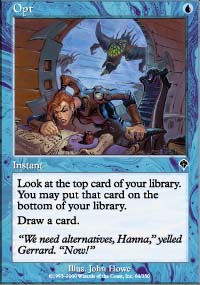 Opt
Instant
Look at the top card of your library.
You may put that card on the
bottom of your library.
Draw a card.
"We need alternatives, Hanna," yelled
Gerrard. "Now!"
Illus. John Howe
©1993-2000 Wizards of the Coast, Inc. 64/350